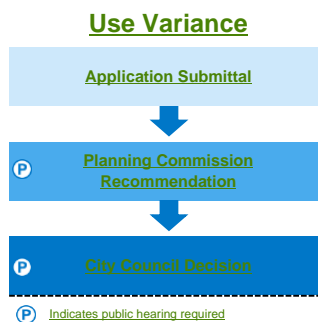 Use Variance
Application Submittal
P
Planning Commission
Recommendation
P
City Council Decision
P Indicates public hearing required